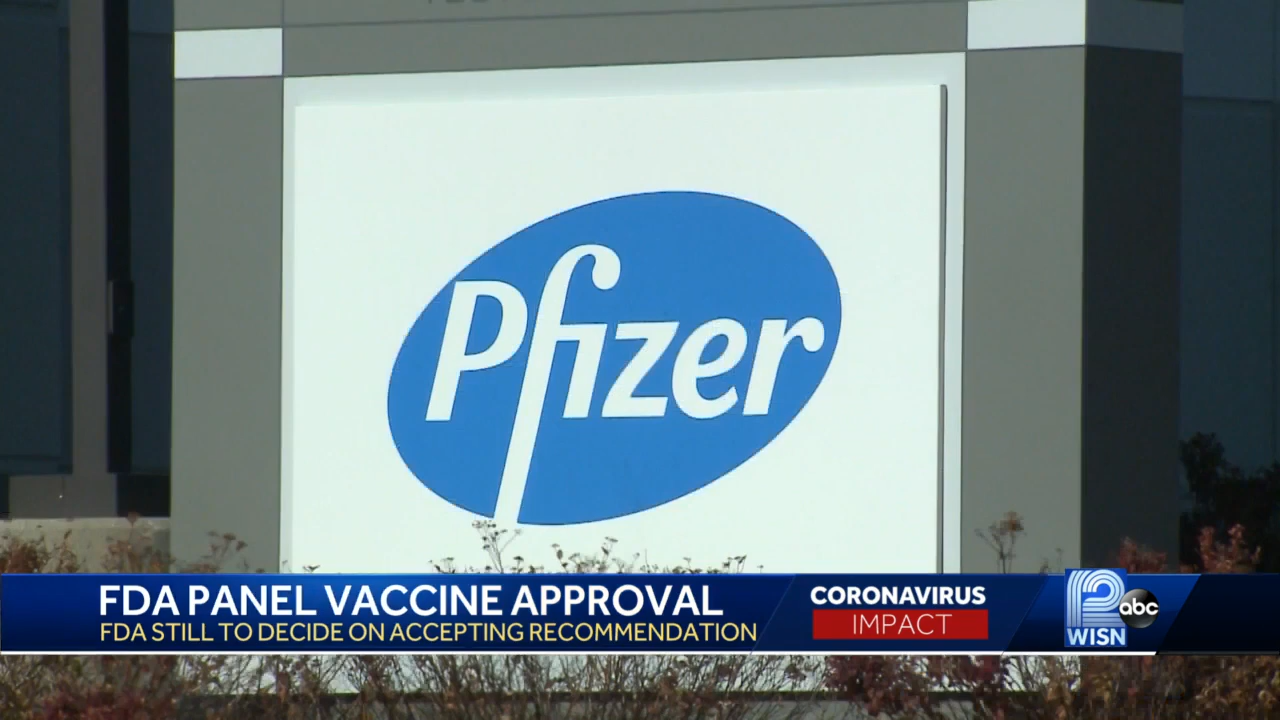 Pfizer
FDA PANEL VACCINE APPROVAL
FDA STILL TO DECIDE ON ACCEPTING RECOMMENDATION
CORONAVIRUS
IMPACT
12
abc
WISN